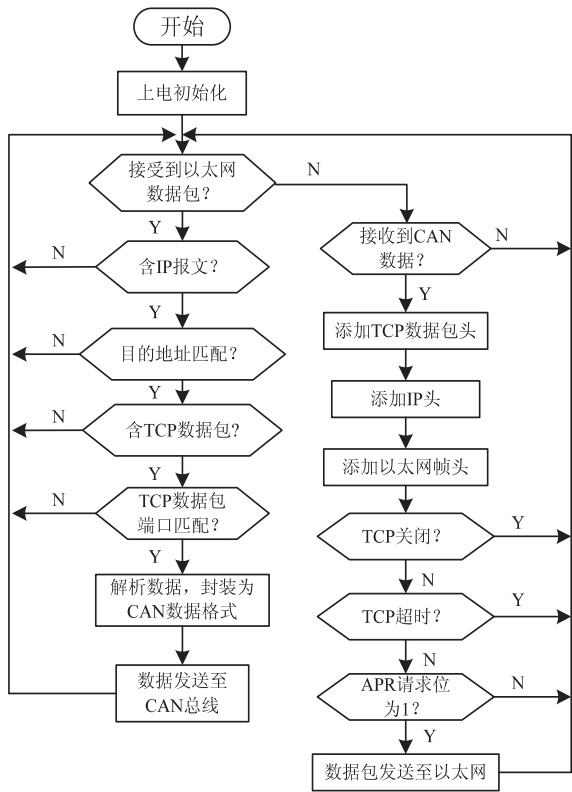 开始
上电初始化
接受到以太网
数据包？
N
Y
接收到CAN
数据？
N
Y
含IP报文？
N
Y
目的地址匹配？
N
Y
含TCP数据包?
N
Y
TCP数据包
端口匹配？
N
Y
解析数据，封装为
CAN数据格式
数据发送至
CAN总线
添加TCP数据包头
添加IP头
添加以太网帧头
TCP关闭？
Y
N
TCP超时？
Y
N
APR请求位
为1？
N
Y
数据包发送至以太网